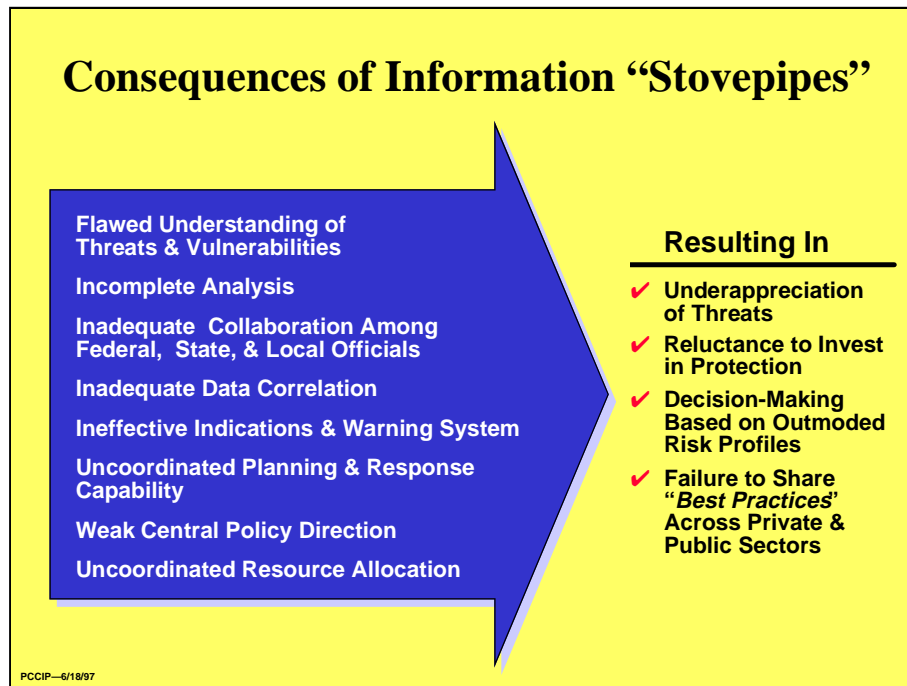 Consequences of Information “Stovepipes”
Flawed Understanding of
Threats & Vulnerabilities
Incomplete Analysis
Inadequate Collaboration Among
Federal, State, & Local Officials
Inadequate Data Correlation
Ineffective Indications & Warning System
Uncoordinated Planning & Response
Capability
Weak Central Policy Direction
Uncoordinated Resource Allocation
Resulting In
✔ Underappreciation
of Threats
✔ Reluctance to Invest
in Protection
✔ Decision-Making
Based on Outmoded
Risk Profiles
✔ Failure to Share
“Best Practices”
Across Private &
Public Sectors
PCCIP—6/18/97